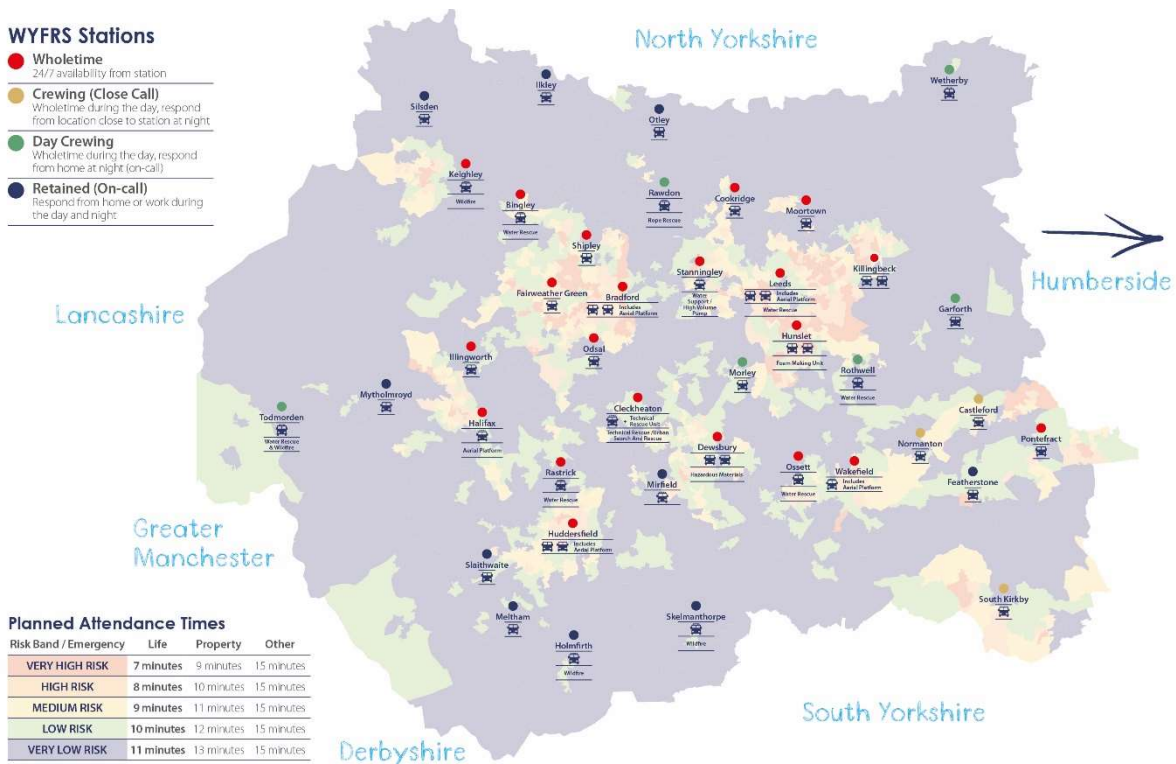 WYFRS Stations
Wholetime
24/7 availability from station
Crewing (Close Call)
Wholetime during the day, respond
from location close to station at night
Day Crewing
Wholetime during the day, respond
from home at night (on-call)
Retained (On-call)
Respond from home or work during
the day and night
North Yorkshire
Lancashire
Greater
Manchester
Derbyshire
South Yorkshire
Humberside
Silsden
Ilkley
Otley
Wetherby
Keighley
Wildfire
Bingley
Water Rescue
Rawdon
Rope Rescue
Cookridge
Moortown
Shipley
Stanningley
Water
Support /
High Volume
Pump
Leeds
Includes
Aerial Platform
Water Rescue
Killingbeck
Fairweather Green
Bradford
Includes
Aerial Platform
Garforth
Hunslet
Foam Making Unit
Illingworth
Odsal
Morley
Rothwell
Water Rescue
Mytholmroyd
Todmorden
Water Rescue
& Wildfire
Halifax
Aerial Platform
Cleckheaton
Technical
Rescue Unit
Technical Rescue / Urban
Search And Rescue
Castleford
Normanton
Pontefract
Dewsbury
Hazardous Materials
Rastrick
Water Rescue
Mirfield
Ossett
Water Rescue
Wakefield
Includes
Aerial Platform
Featherstone
Huddersfield
Includes
Aerial Platform
Slaithwaite
Meltham
Holmfirth
Wildfire
Skelmanthorpe
Wildfire
South Kirkby
Planned Attendance Times
Risk Band / Emergency Life Property Other
VERY HIGH RISK 7 minutes 9 minutes 15 minutes
HIGH RISK 8 minutes 10 minutes 15 minutes
MEDIUM RISK 9 minutes 11 minutes 15 minutes
LOW RISK 10 minutes 12 minutes 15 minutes
VERY LOW RISK 11 minutes 13 minutes 15 minutes